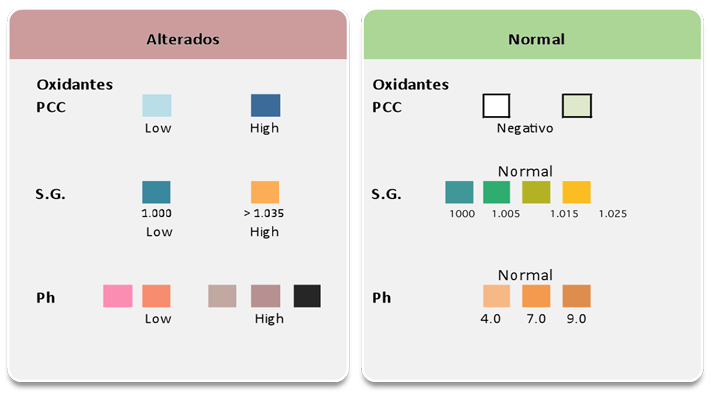 Alterados
Oxidantes
PCC
Low High
S.G.
1.000 > 1.035
Low High
Ph
Low High
Normal
Oxidantes
PCC
Negativo
Normal
S.G.
1000 1.005 1.015 1.025
Normal
Ph
4.0 7.0 9.0